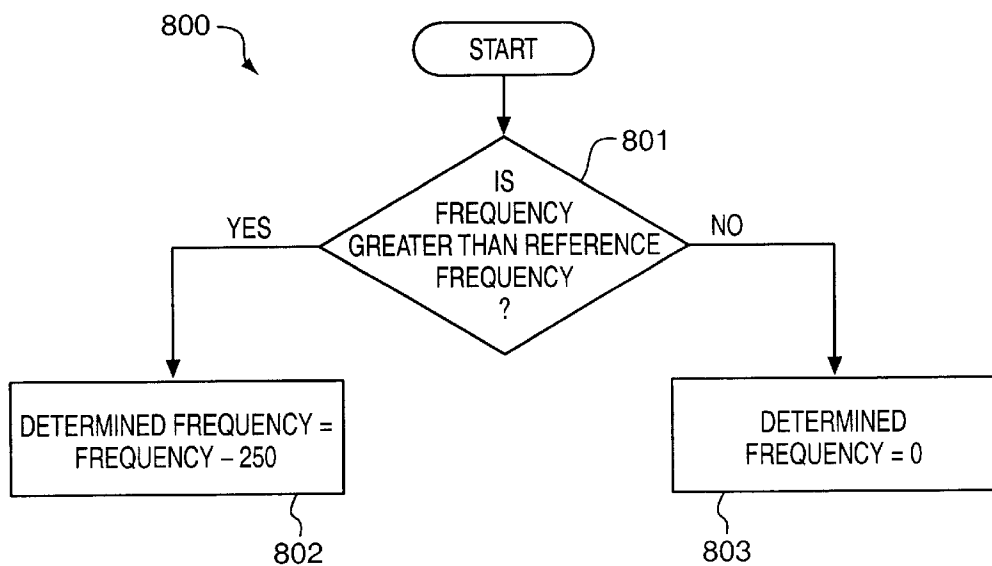 800
START
801
IS
FREQUENCY
GREATER THAN REFERENCE
FREQUENCY
?
YES
NO
DETERMINED FREQUENCY =
FREQUENCY – 250
802
DETERMINED
FREQUENCY = 0
803